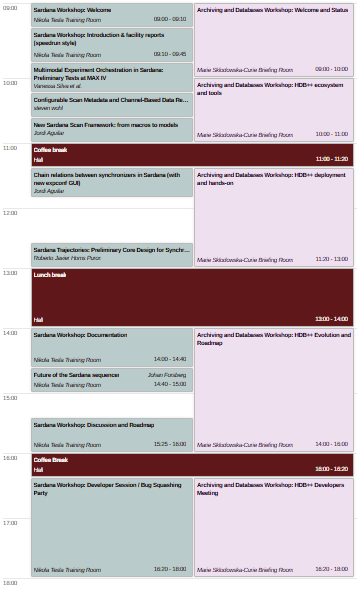 09:00
Sardana Workshop: Welcome
Nikola Tesla Training Room 09:00 - 09:10
Sardana Workshop: Introduction & facility reports
(speedrun style)
Nikola Tesla Training Room 09:10 - 09:45
Multimodal Experiment Orchestration in Sardana:
Preliminary Tests at MAX IV
Vanessa Silva et al.
Archiving and Databases Workshop: Welcome and Status
Marie Skłodowska-Curie Briefing Room 09:00 - 10:00
10:00
Configurable Scan Metadata and Channel-Based Data Re...
steven wohl
New Sardana Scan Framework: from macros to models
Jordi Aguilar
Archiving and Databases Workshop: HDB++ ecosystem
and tools
Marie Skłodowska-Curie Briefing Room 10:00 - 11:00
11:00
Coffee break
Hall 11:00 - 11:20
Chain relations between synchronizers in Sardana (with
new expconf GUI)
Jordi Aguilar
Archiving and Databases Workshop: HDB++ deployment
and hands-on
Marie Skłodowska-Curie Briefing Room 11:20 - 13:00
12:00
Sardana Trajectories: Preliminary Core Design for Synchr...
Roberto Javier Homs Puron
13:00
Lunch break
Hall 13:00 - 14:00
14:00
Sardana Workshop: Documentation
Nikola Tesla Training Room 14:00 - 14:40
Future of the Sardana sequencer Johan Forsberg
Nikola Tesla Training Room 14:40 - 15:00
Archiving and Databases Workshop: HDB++ Evolution and
Roadmap
Marie Skłodowska-Curie Briefing Room 14:00 - 16:00
15:00
Sardana Workshop: Discussion and Roadmap
Nikola Tesla Training Room 15:25 - 16:00
16:00
Coffee Break
Hall 16:00 - 16:20
Sardana Workshop: Developer Session / Bug Squashing
Party
Nikola Tesla Training Room 16:20 - 18:00
Archiving and Databases Workshop: HDB++ Developers
Meeting
Marie Skłodowska-Curie Briefing Room 16:20 - 18:00
17:00
18:00